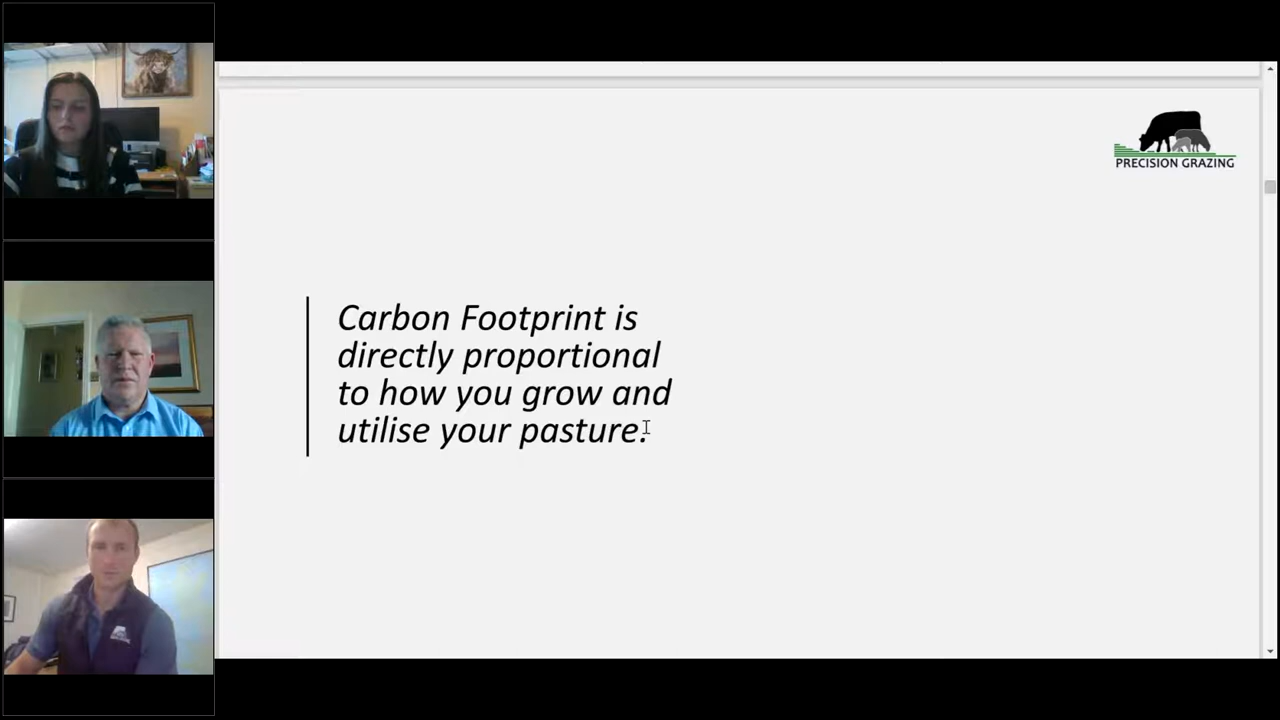 PRECISION GRAZING
Carbon Footprint is
directly proportional
to how you grow and
utilise your pasture.